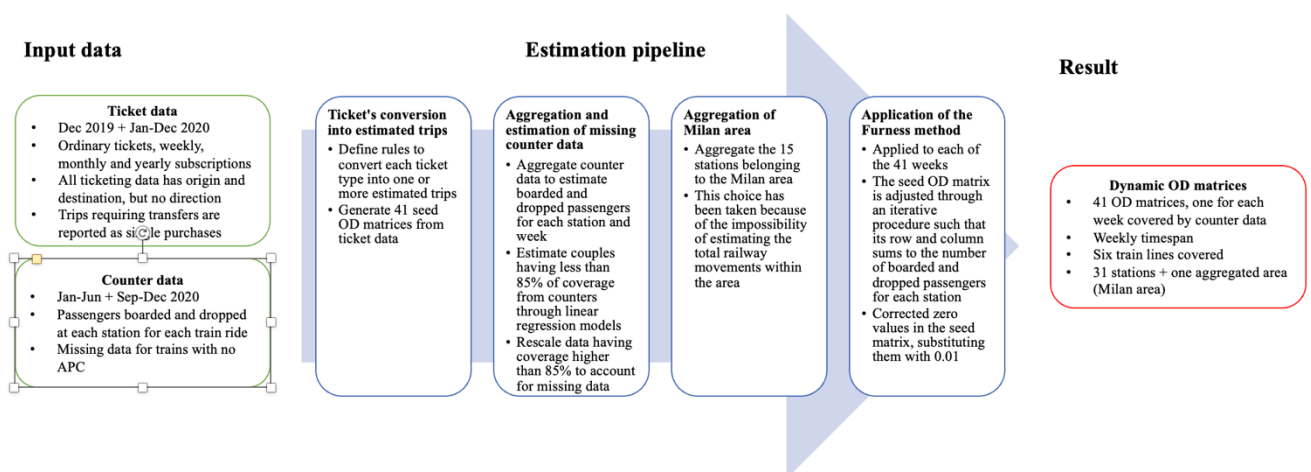 Input data
Ticket data
• Dec 2019 + Jan-Dec 2020
• Ordinary tickets, weekly,
monthly and yearly subscriptions
• All ticketing data has origin and
destination, but no direction
• Trips requiring transfers are
reported as single purchases
Counter data
• Jan-Jun + Sep-Dec 2020
• Passengers boarded and dropped
at each station for each train ride
• Missing data for trains with no
APC
Estimation pipeline
Ticket's conversion
into estimated trips
• Define rules to
convert each ticket
type into one or
more estimated trips
• Generate 41 seed
OD matrices from
ticket data
Aggregation and
estimation of missing
counter data
• Aggregate counter
data to estimate
boarded and
dropped passengers
for each station and
week
• Estimate couples
having less than
85% of coverage
from counters
through linear
regression models
• Rescale data having
coverage higher
than 85% to account
for missing data
Aggregation of
Milan area
• Aggregate the 15
stations belonging
to the Milan area
• This choice has
been taken because
of the impossibility
of estimating the
total railway
movements within
the area
Application of the
Furness method
• Applied to each of
the 41 weeks
• The seed OD matrix
is adjusted through
an iterative
procedure such that
its row and column
sums to the number
of boarded and
dropped passengers
for each station
• Corrected zero
values in the seed
matrix, substituting
them with 0.01
Result
Dynamic OD matrices
• 41 OD matrices, one for each
week covered by counter data
• Weekly timespan
• Six train lines covered
• 31 stations + one aggregated area
(Milan area)